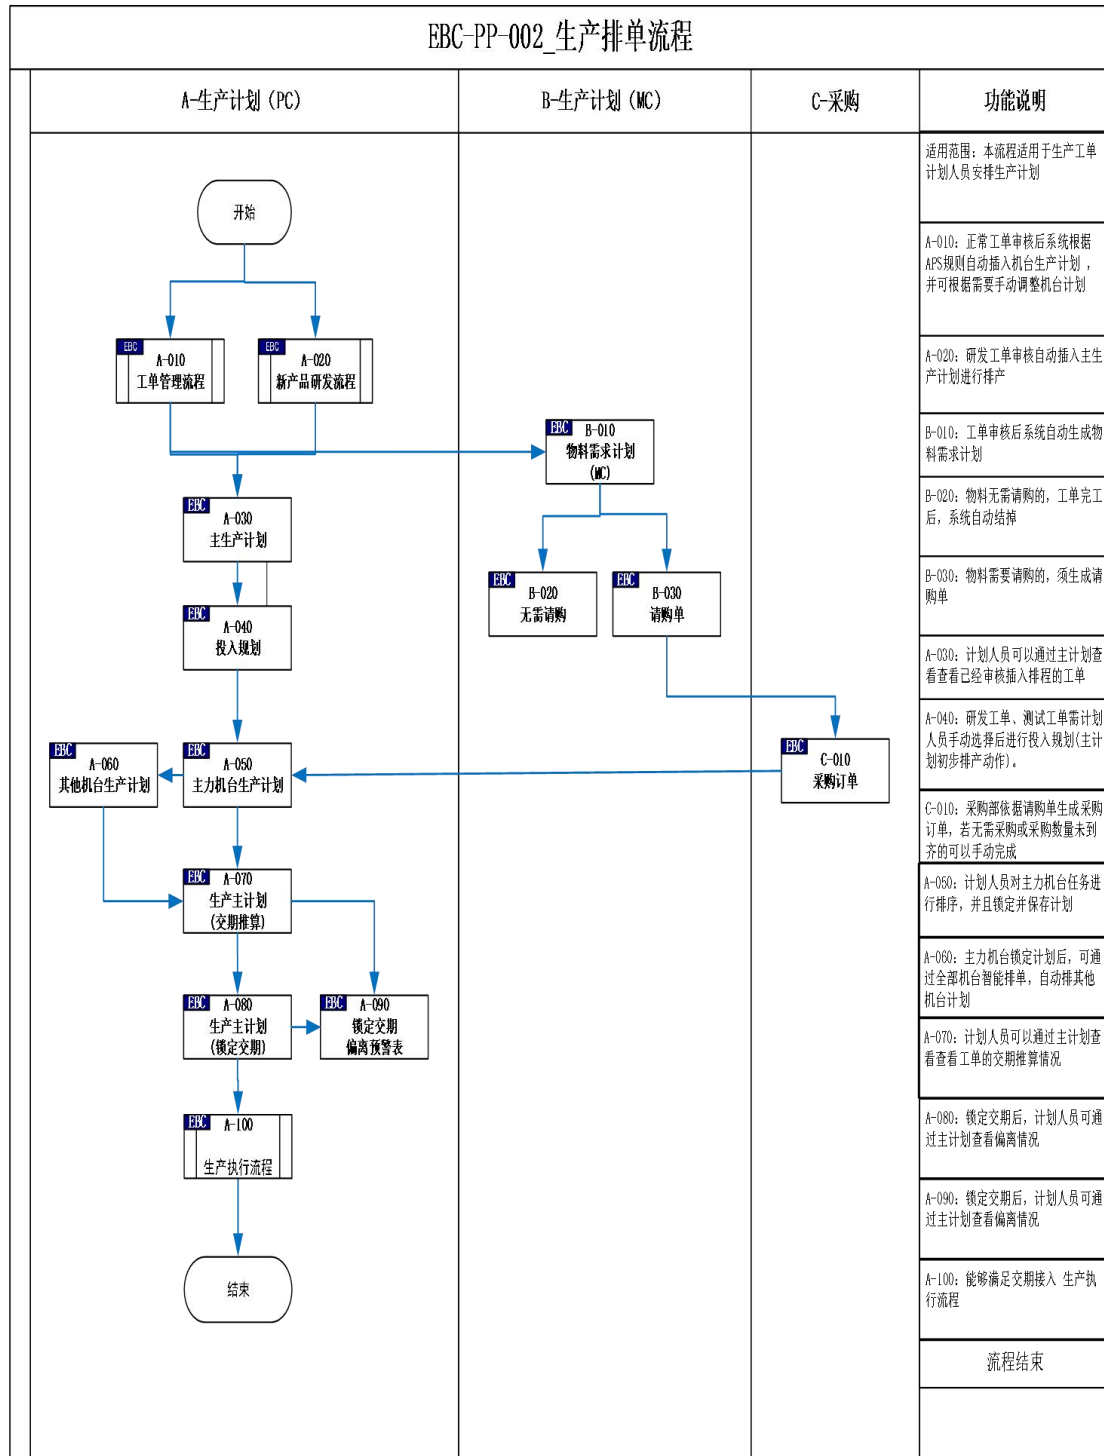 EBC-PP-002_生产排单流程
A-生产计划 (PC)
B-生产计划 (MC)
C-采购
功能说明
开始
EBC
A-010
工单管理流程
EBC
A-020
新产品研发流程
EBC
B-010
物料需求计划
(MC)
EBC
A-030
主生产计划
EBC
B-020
无需请购
EBC
B-030
请购单
EBC
A-040
投入规划
EBC
A-060
其他机台生产计划
EBC
A-050
主力机台生产计划
EBC
C-010
采购订单
EBC
A-070
生产主计划
(交期推算)
EBC
A-080
生产主计划
(锁定交期)
EBC
A-090
锁定交期
偏离预警表
EBC
A-100
生产执行流程
结束
适用范围：本流程适用于生产工单
计划人员安排生产计划
A-010：正常工单审核后系统根据
APS规则自动插入机台生产计划，
并可根据需要手动调整机台计划
A-020：研发工单审核自动插入主生
产计划进行排产
B-010：工单审核后系统自动生成物
料需求计划
B-020：物料无需请购的，工单完工
后，系统自动结掉
B-030：物料需要请购的，须生成请
购单
A-030：计划人员可以通过主计划查
看查看已经审核插入排程的工单
A-040：研发工单、测试工单需计划
人员手动选择后进行投入规划(主计
划初步排产动作)。
C-010：采购部依据请购单生成采购
订单，若无需采购或采购数量未到
齐的可以手动完成
A-050：计划人员对主力机台任务进
行排序，并且锁定并保存计划
A-060：主力机台锁定计划后，可通
过全部机台智能排单，自动排其他
机台计划
A-070：计划人员可以通过主计划查
看查看工单的交期推算情况
A-080：锁定交期后，计划人员可通
过主计划查看偏离情况
A-090：锁定交期后，计划人员可通
过主计划查看偏离情况
A-100：能够满足交期接入 生产执
行流程
流程结束